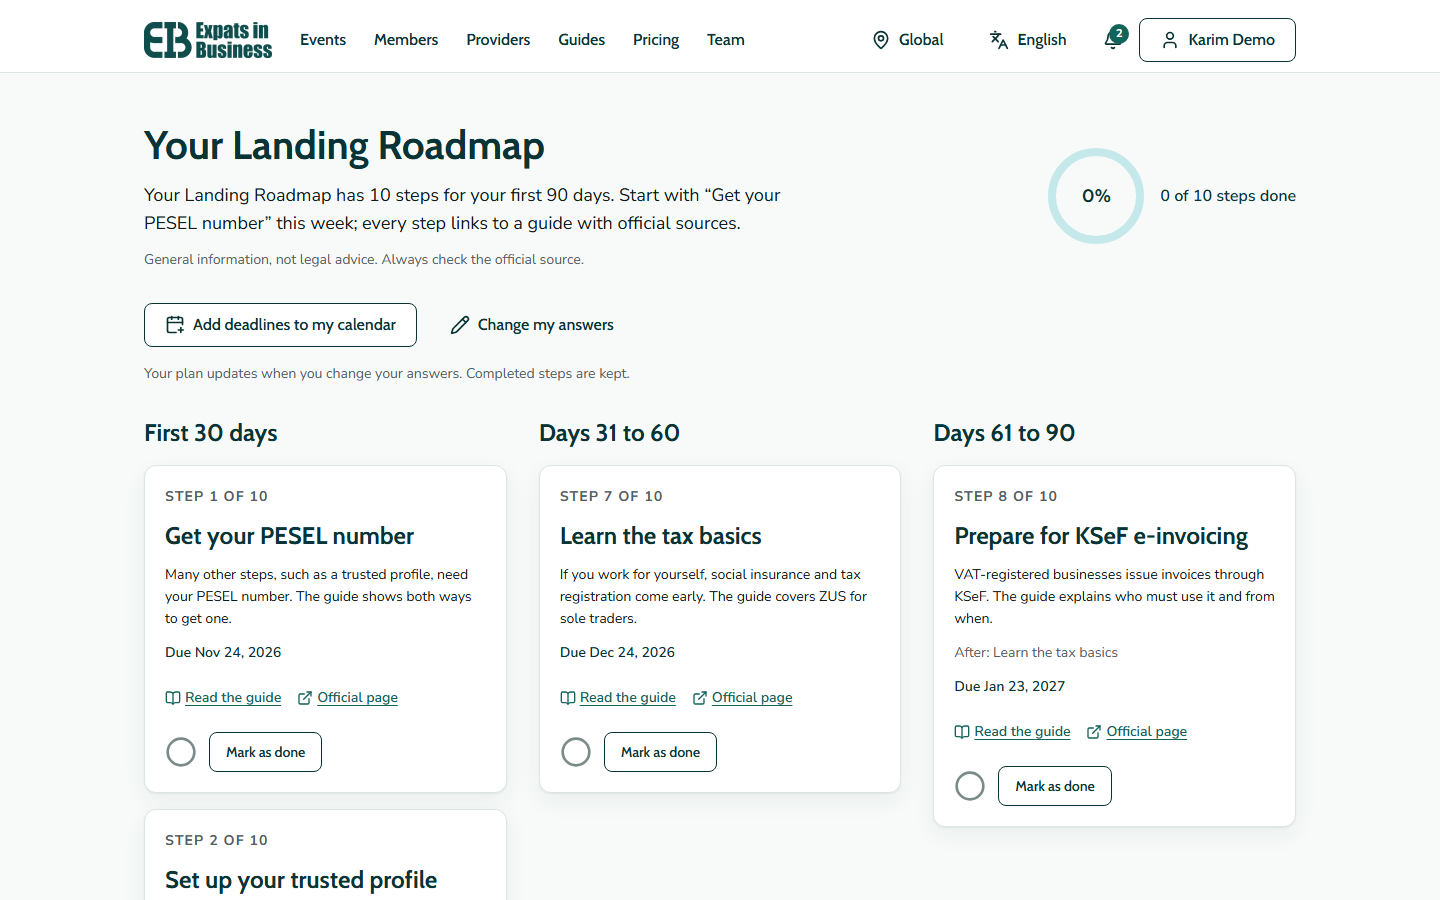 EIB Expats in
Business
Events
Members
Providers
Guides
Pricing
Team
Global
English
2
Karim Demo
Your Landing Roadmap
Your Landing Roadmap has 10 steps for your first 90 days. Start with “Get your
PESEL number” this week; every step links to a guide with official sources.
General information, not legal advice. Always check the official source.
0%
0 of 10 steps done
Add deadlines to my calendar
Change my answers
Your plan updates when you change your answers. Completed steps are kept.
First 30 days
STEP 1 OF 10
Get your PESEL number
Many other steps, such as a trusted profile, need
your PESEL number. The guide shows both ways
to get one.
Due Nov 24, 2026
Read the guide
Official page
Mark as done
STEP 2 OF 10
Set up your trusted profile
Days 31 to 60
STEP 7 OF 10
Learn the tax basics
If you work for yourself, social insurance and tax
registration come early. The guide covers ZUS for
sole traders.
Due Dec 24, 2026
Read the guide
Official page
Mark as done
Days 61 to 90
STEP 8 OF 10
Prepare for KSeF e-invoicing
VAT-registered businesses issue invoices through
KSeF. The guide explains who must use it and from
when.
After: Learn the tax basics
Due Jan 23, 2027
Read the guide
Official page
Mark as done